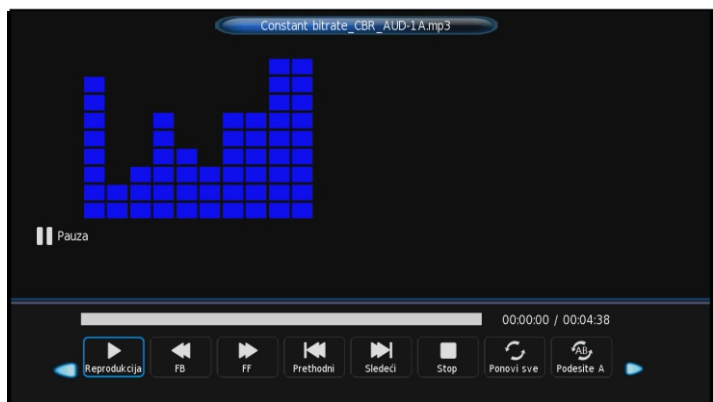 Constant bitrate_CBR_AUD-1A.mp3
Pauza
00:00:00 / 00:04:38
Reprodukcija FB FF Prethodni Sledeći Stop Ponovi sve Podesite A
AB